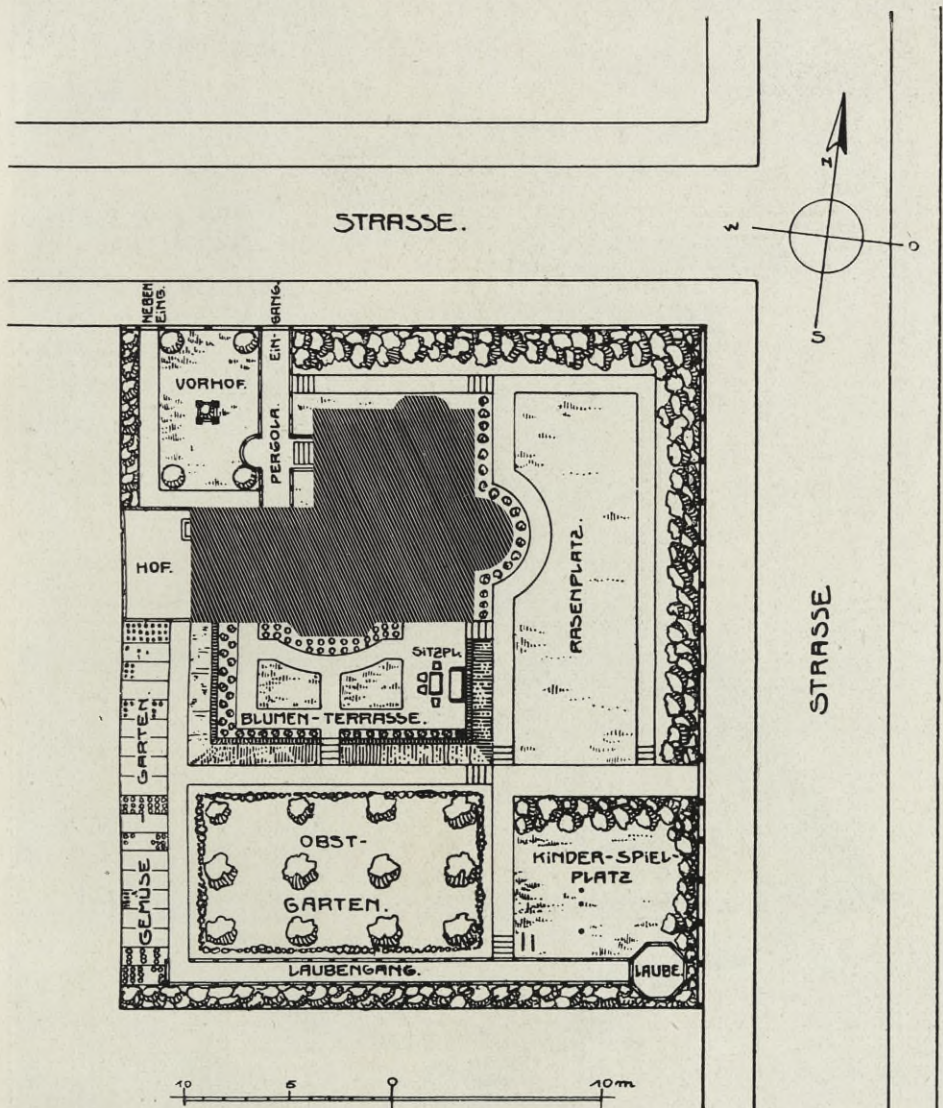 STRASSE.
N
W
O
S
NEBEN
EING.
EIN-GANG.
VORHOF.
PERGOLA.
HOF.
RASENPLATZ.
STRASSE
SITZPL.
BLUMEN-TERRASSE.
GEMÜSE-GARTEN.
OBST-
GARTEN.
KINDER-SPIEL-
PLATZ
LAUBENGANG.
LAUBE.
10 5 0 10m